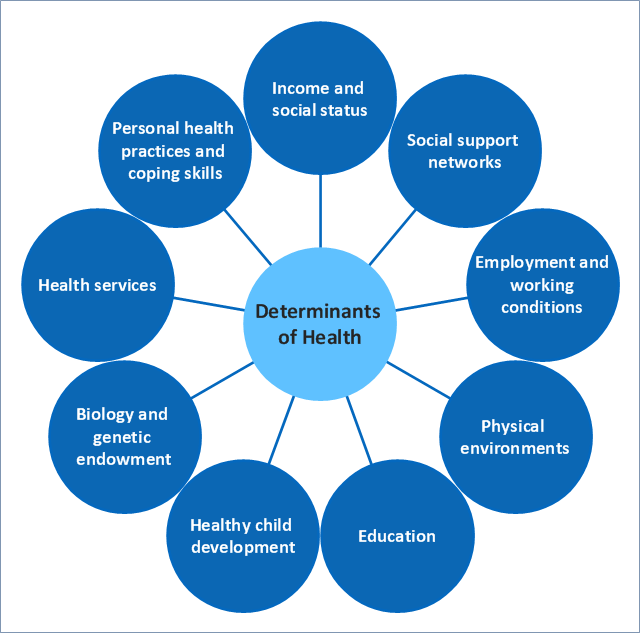 Income and
social status
Social support
networks
Employment and
working
conditions
Physical
environments
Education
Healthy child
development
Biology and
genetic
endowment
Health services
Personal health
practices and
coping skills
Determinants
of Health